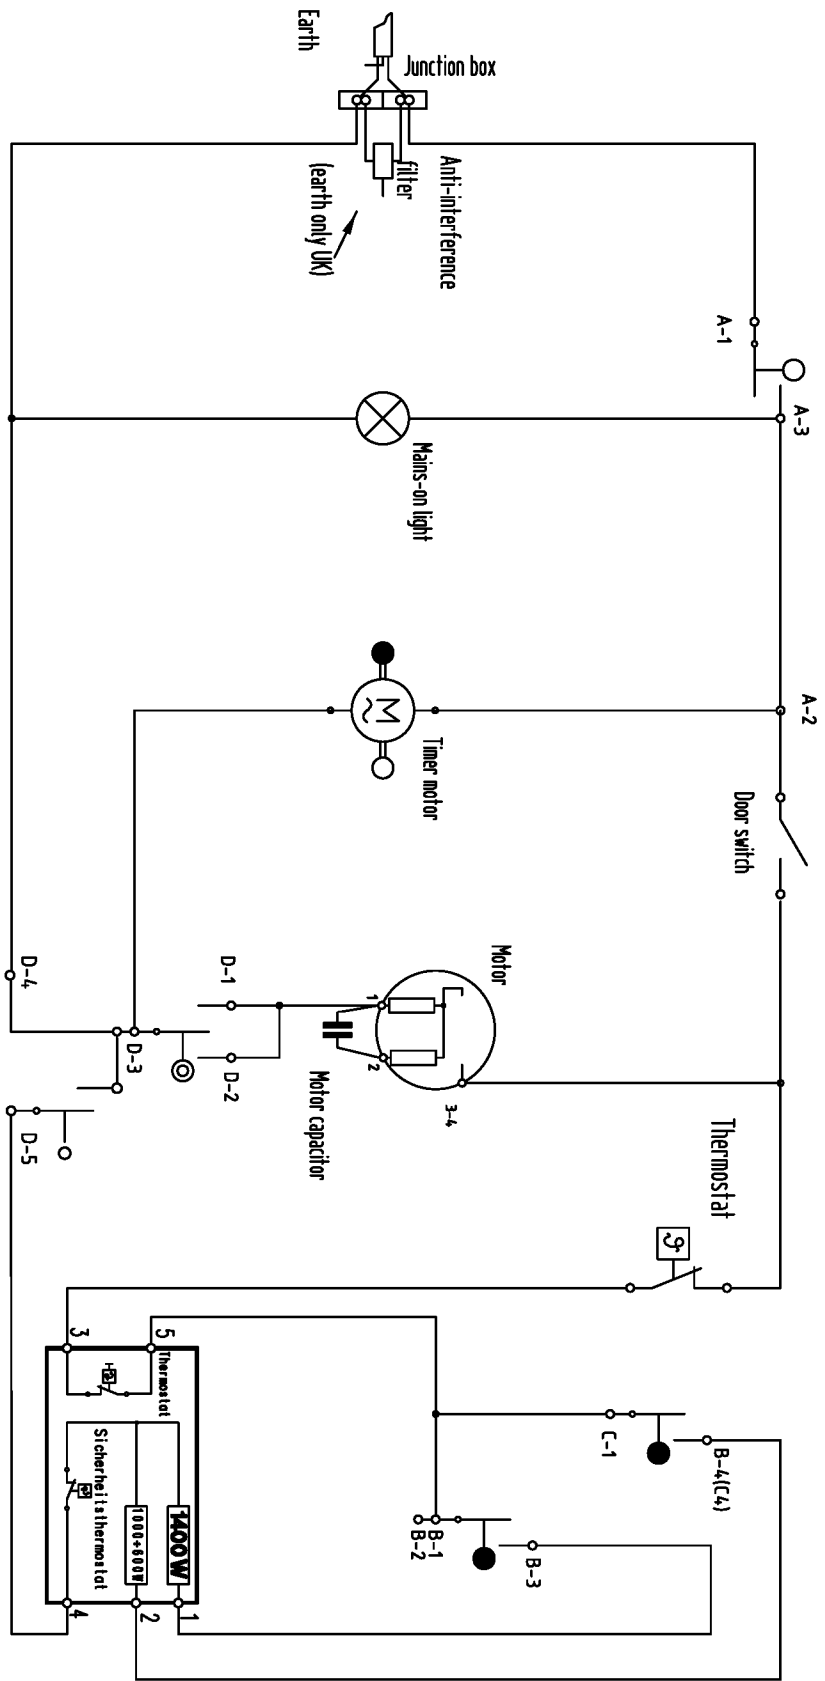 Earth
Junction box
Anti-interference
filter
(earth only UK)
A-1
A-3
Mains-on light
A-2
M
~
Timer motor
Door switch
D-4
D-1
Motor
1
2
3-4
D-3
D-2
Motor capacitor
D-5
Thermostat
ϑ
3
5
Thermostat
ϑ
C-1
B-4(C4)
B-1
B-2
B-3
Sicherheitsthermostat
ϑ
1000+600W
1400W
4
2
1